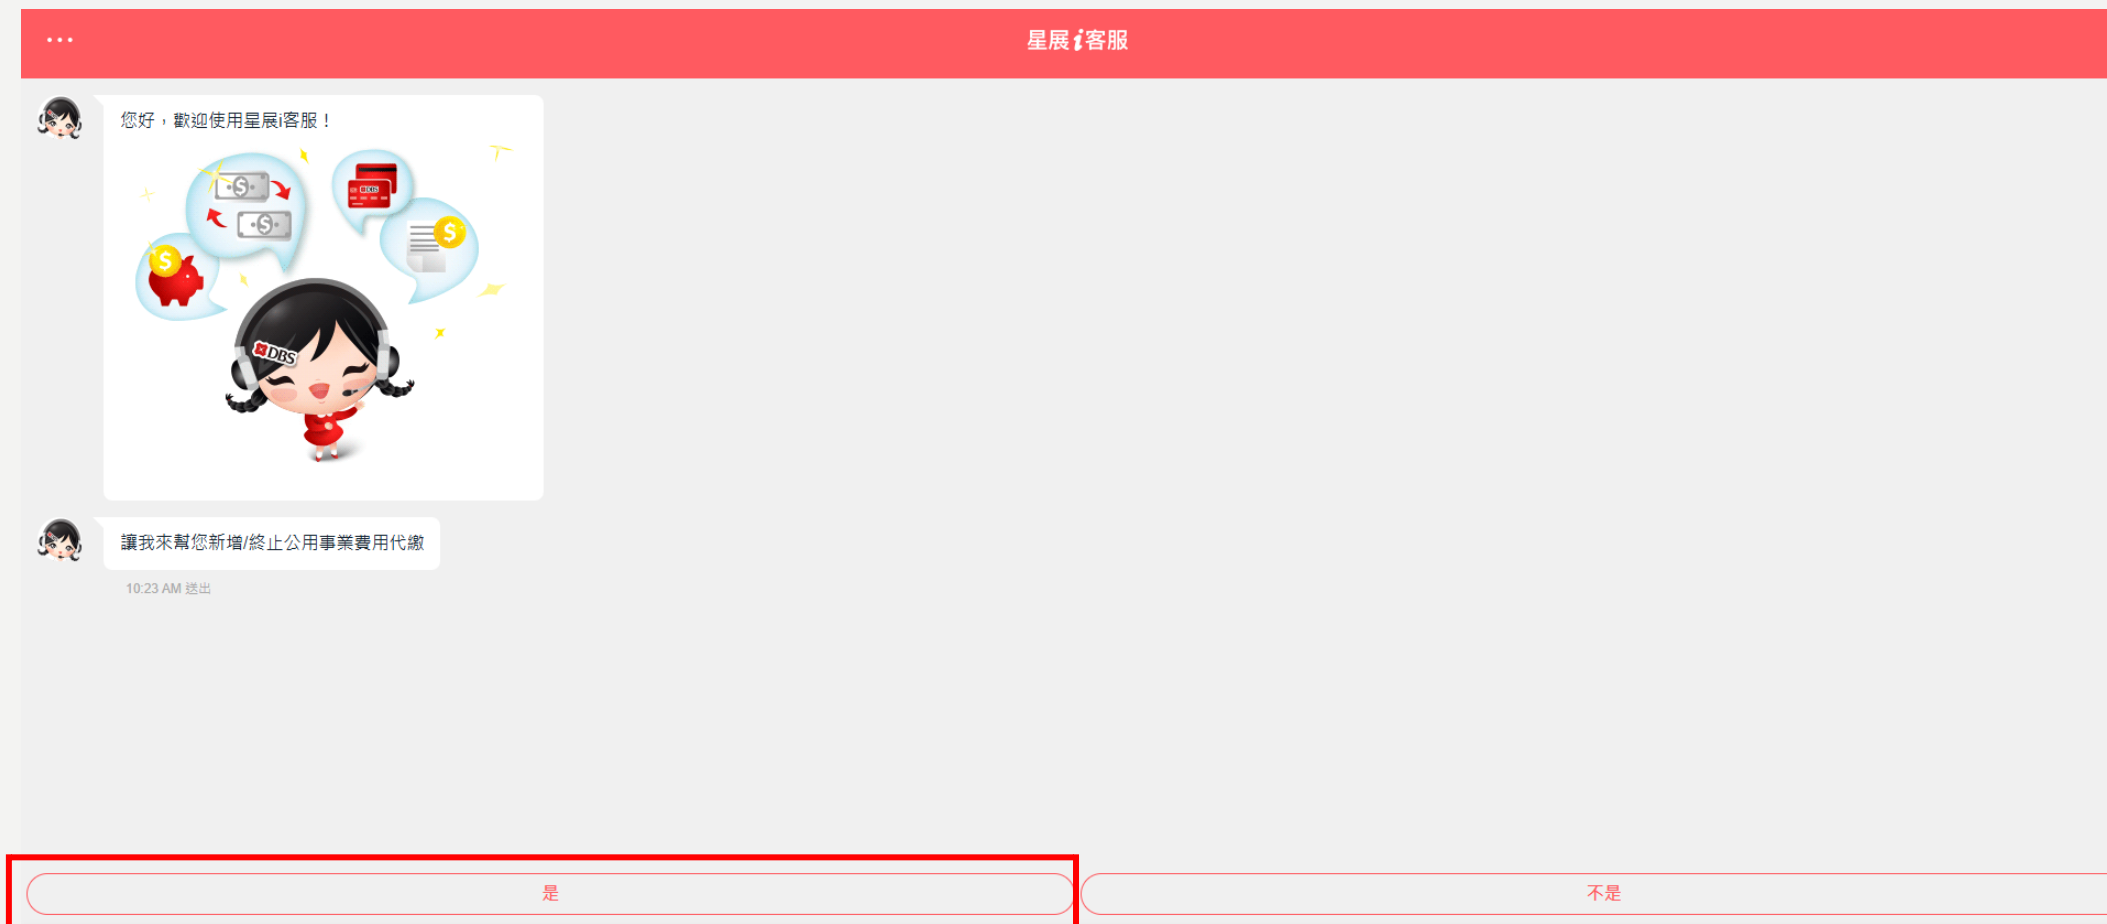 ...
星展i客服
您好，歡迎使用星展i客服！
DBS
DBS
讓我來幫您新增/終止公用事業費用代繳
10:23 AM 送出
是
不是